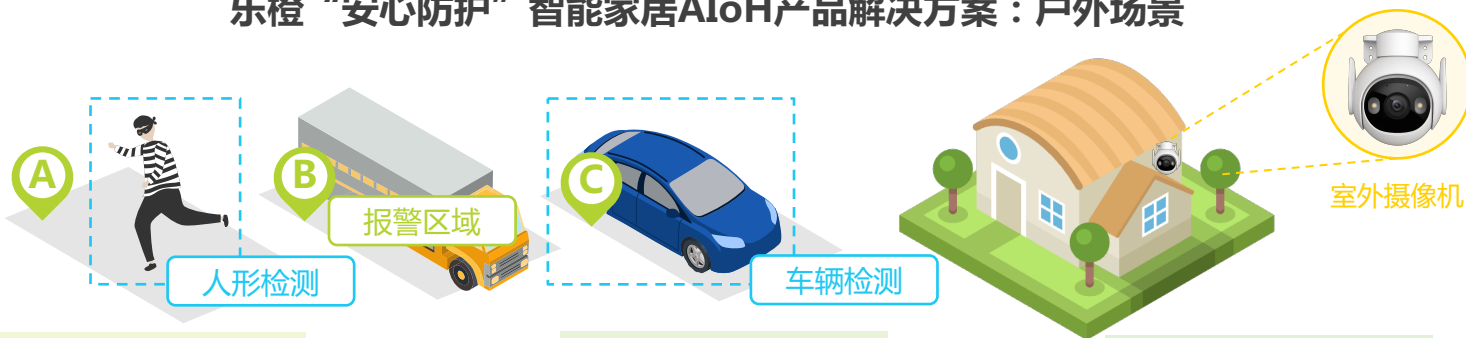 乐橙“安心防护”智能家居AIoH产品解决方案：户外场景
A
B
C
报警区域
人形检测
车辆检测
室外摄像机